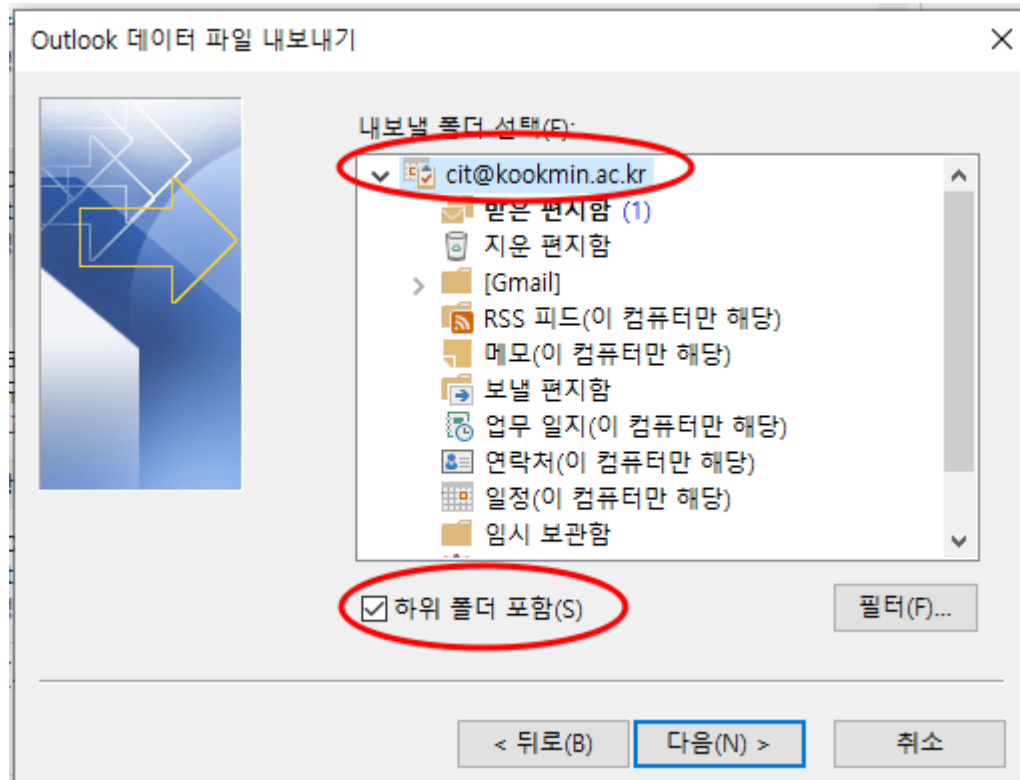 Outlook 데이터 파일 내보내기
내보낼 폴더 선택(F):
cit@kookmin.ac.kr
받은 편지함 (1)
지운 편지함
[Gmail]
RSS 피드(이 컴퓨터만 해당)
메모(이 컴퓨터만 해당)
보낼 편지함
업무 일지(이 컴퓨터만 해당)
연락처(이 컴퓨터만 해당)
일정(이 컴퓨터만 해당)
임시 보관함
하위 폴더 포함(S)
필터(F)...
< 뒤로(B)
다음(N) >
취소